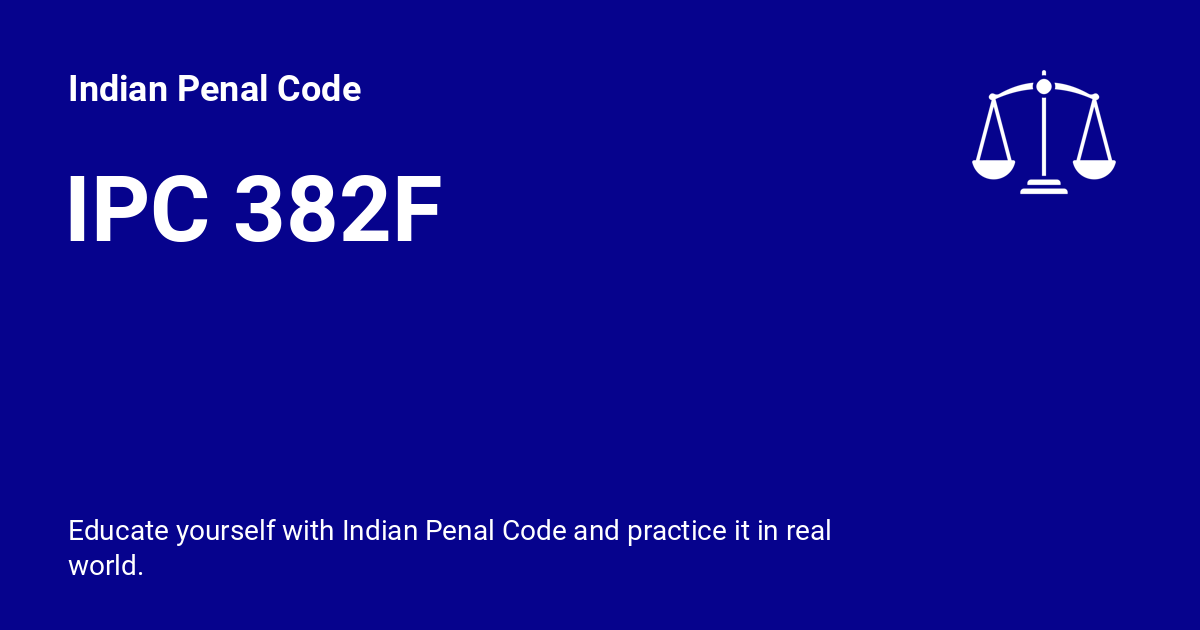 Indian Penal Code
IPC 382F
Educate yourself with Indian Penal Code and practice it in real
world.